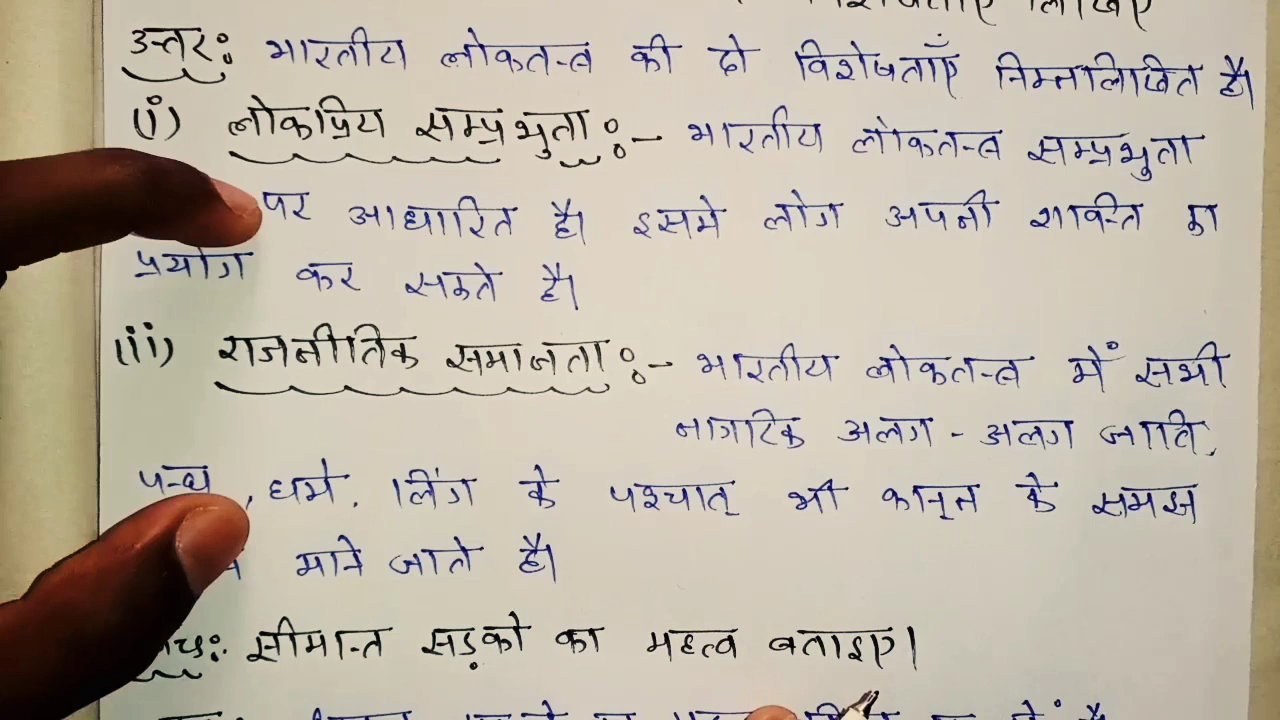 विशेषताएँ लिखिए
उत्तर: भारतीय लोकतन्त्र की दो विशेषताएँ निम्नलिखित है।
(i) लोकप्रिय सम्प्रभुता :- भारतीय लोकतन्त्र सम्प्रभुता
पर आधारित है। इसमे लोग अपनी शक्ति का
प्रयोग कर सकते है।
(ii) राजनीतिक समानता :- भारतीय लोकतन्त्र में सभी
नागरिक अलग - अलग जाति,
पन्थ, धर्म, लिंग के पश्चात् भी कानून के समक्ष
माने जाते है।
सीमान्त सड़को का महत्व बताइए।